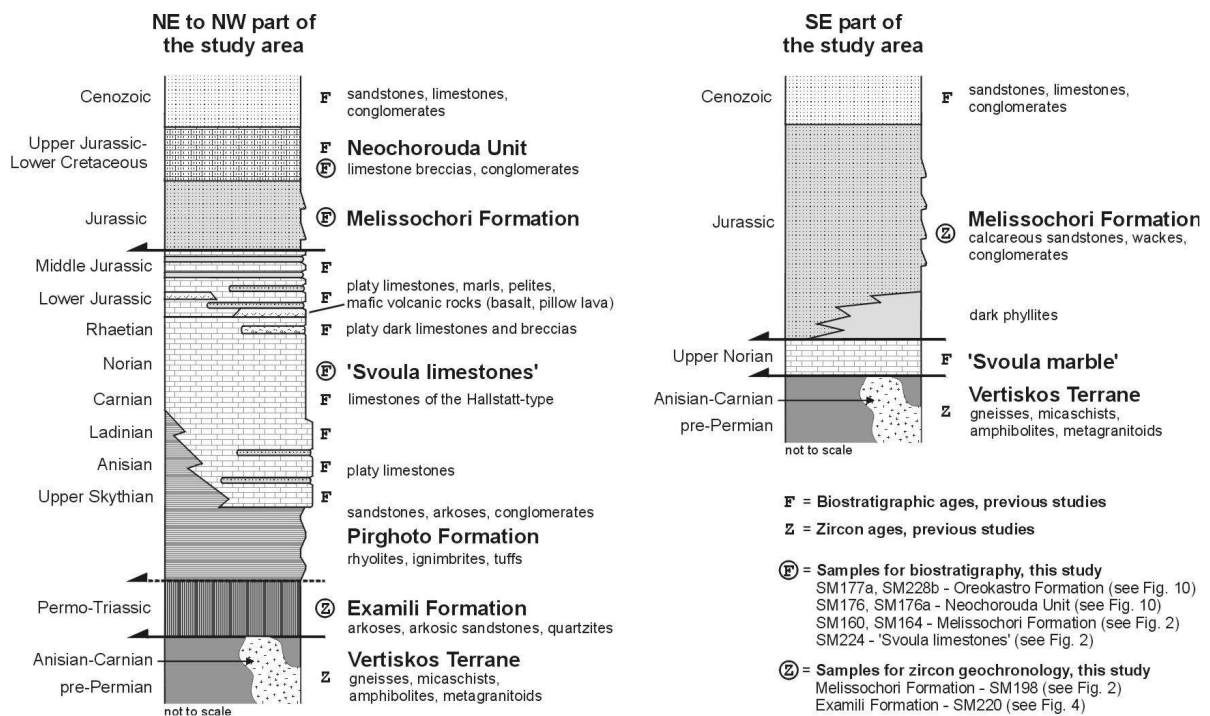 NE to NW part of
the study area
Cenozoic
F
sandstones, limestones,
conglomerates
Upper Jurassic-
Lower Cretaceous
F
Neochorouda Unit
F
limestone breccias, conglomerates
Jurassic
F
Melissochori Formation
Middle Jurassic
F
Lower Jurassic
F
platy limestones, marls, pelites,
mafic volcanic rocks (basalt, pillow lava)
Rhaetian
F
platy dark limestones and breccias
Norian
F
'Svoula limestones'
Carnian
F
limestones of the Hallstatt-type
Ladinian
F
Anisian
F
platy limestones
Upper Skythian
F
sandstones, arkoses, conglomerates
Pirghoto Formation
rhyolites, ignimbrites, tuffs
Permo-Triassic
Z
Examili Formation
arkoses, arkosic sandstones, quartzites
Anisian-Carnian
pre-Permian
Z
Vertiskos Terrane
gneisses, micaschists,
amphibolites, metagranitoids
not to scale
SE part of
the study area
Cenozoic
F
sandstones, limestones,
conglomerates
Jurassic
Z
Melissochori Formation
calcareous sandstones, wackes,
conglomerates
dark phyllites
Upper Norian
F
'Svoula marble'
Anisian-Carnian
pre-Permian
Z
Vertiskos Terrane
gneisses, micaschists,
amphibolites, metagranitoids
not to scale
F = Biostratigraphic ages, previous studies
Z = Zircon ages, previous studies
F = Samples for biostratigraphy, this study
SM177a, SM228b - Oreokastro Formation (see Fig. 10)
SM176, SM176a - Neochorouda Unit (see Fig. 10)
SM160, SM164 - Melissochori Formation (see Fig. 2)
SM224 - 'Svoula limestones' (see Fig. 2)
Z = Samples for zircon geochronology, this study
Melissochori Formation - SM198 (see Fig. 2)
Examili Formation - SM220 (see Fig. 4)